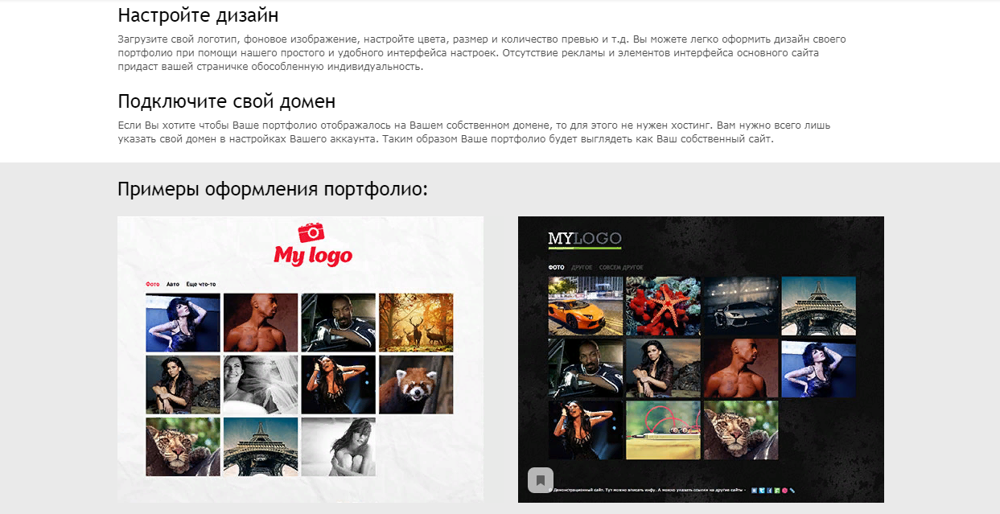 Настройте дизайн
Загрузите свой логотип, фоновое изображение, настройте цвета, размер и количество превью и т.д. Вы можете легко оформить дизайн своего
портфолио при помощи нашего простого и удобного интерфейса настроек. Отсутствие рекламы и элементов интерфейса основного сайта
придаст вашей страничке обособленную индивидуальность.
Подключите свой домен
Если Вы хотите чтобы Ваше портфолио отображалось на Вашем собственном домене, то для этого не нужен хостинг. Вам нужно всего лишь
указать свой домен в настройках Вашего аккаунта. Таким образом Ваше портфолио будет выглядеть как Ваш собственный сайт.
Примеры оформления портфолио:
My logo
Фото Авто Еще что-то
MYLOGO
ФОТО ДРУГОЕ СОВСЕМ ДРУГОЕ
© Демонстрационный сайт. Тут можно вписать инфу. А можно указать ссылки на другие сайты -